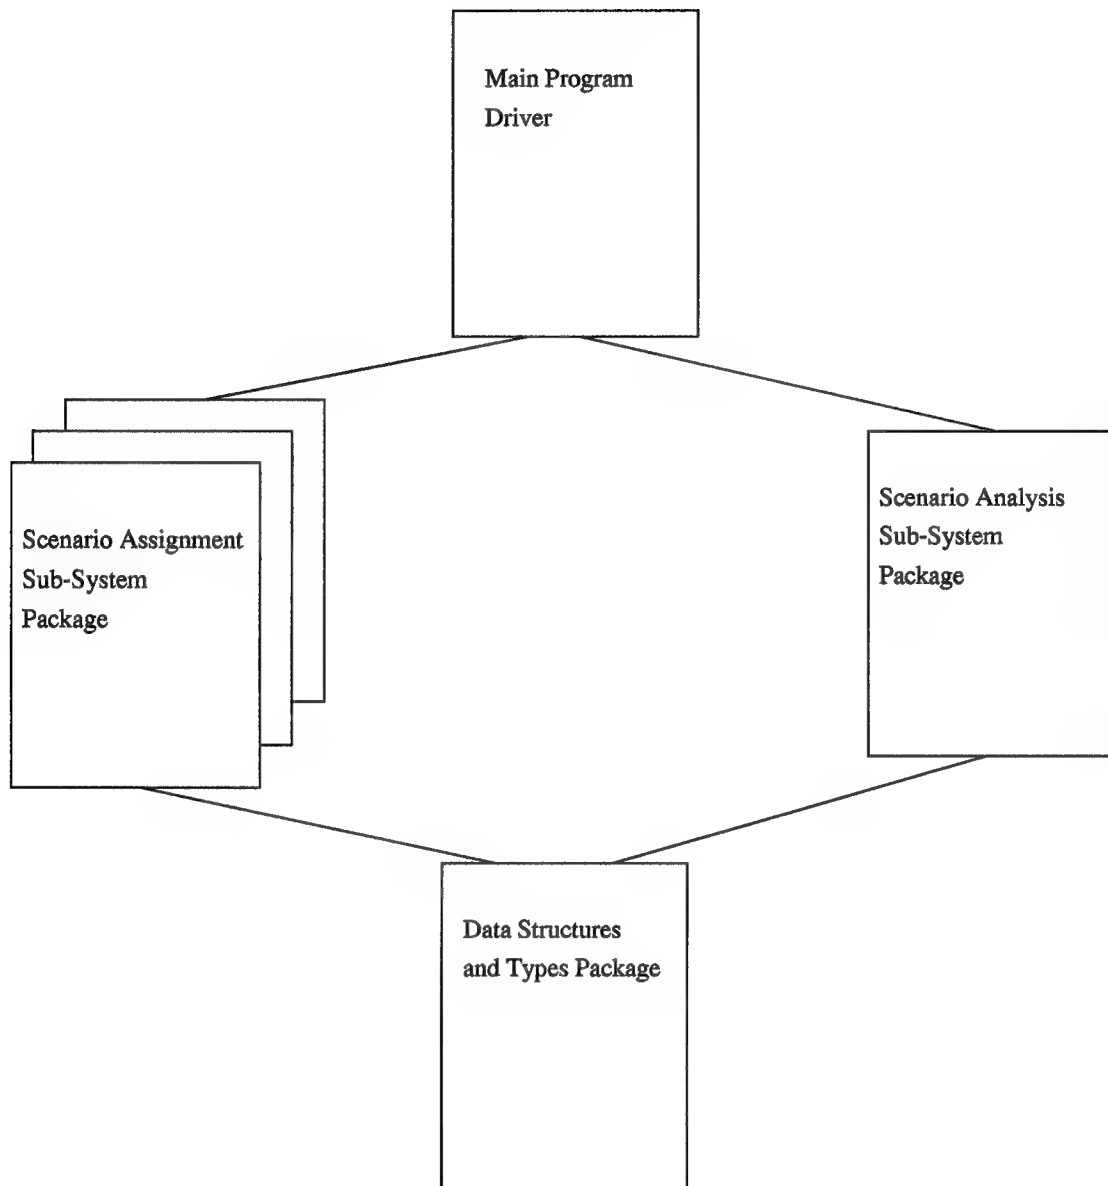 Main Program
Driver
Scenario Assignment
Sub-System
Package
Scenario Analysis
Sub-System
Package
Data Structures
and Types Package